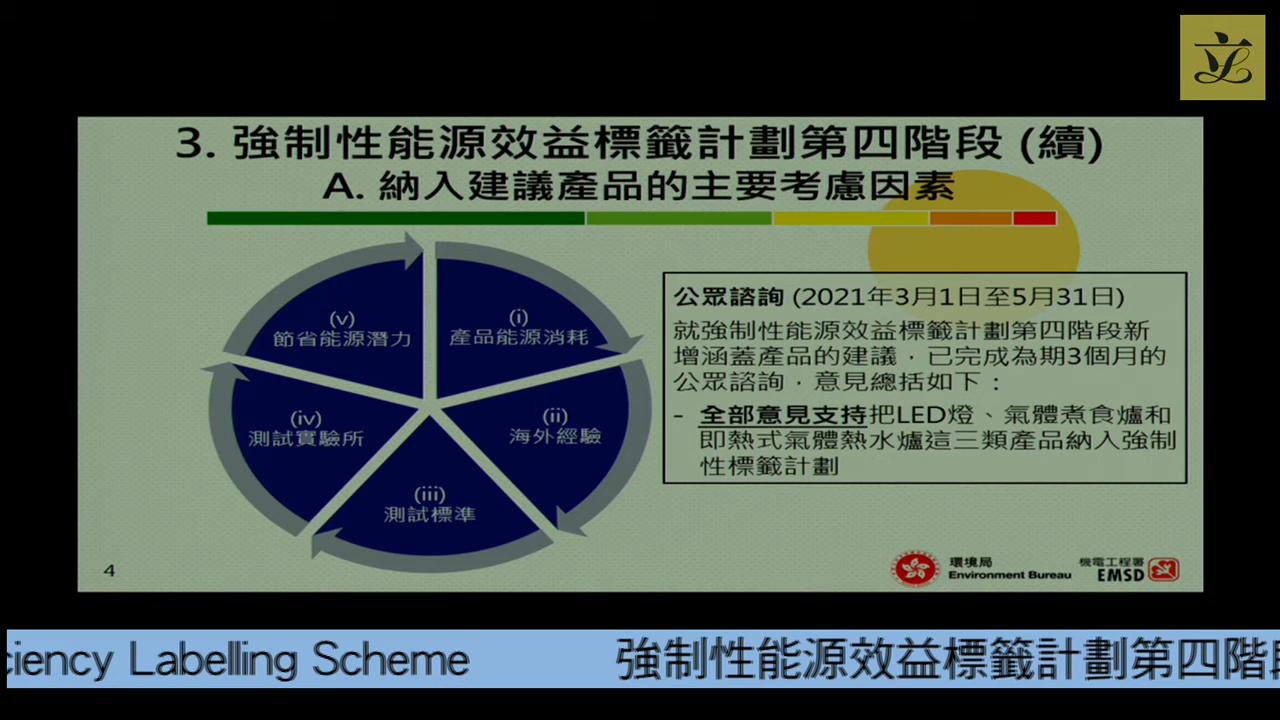 3. 強制性能源效益標籤計劃第四階段 (續)
A. 納入建議產品的主要考慮因素
(i)
產品能源消耗
(ii)
海外經驗
(iii)
測試標準
(iv)
測試實驗所
(v)
節省能源潛力
公眾諮詢 (2021年3月1日至5月31日)
就強制性能源效益標籤計劃第四階段新
增涵蓋產品的建議，已完成為期3個月的
公眾諮詢，意見總括如下：
- 全部意見支持把LED燈、氣體煮食爐和
即熱式氣體熱水爐這三類產品納入強制
性標籤計劃
4
環境局
Environment Bureau
機電工程署
EMSD
ciency Labelling Scheme
強制性能源效益標籤計劃第四階段